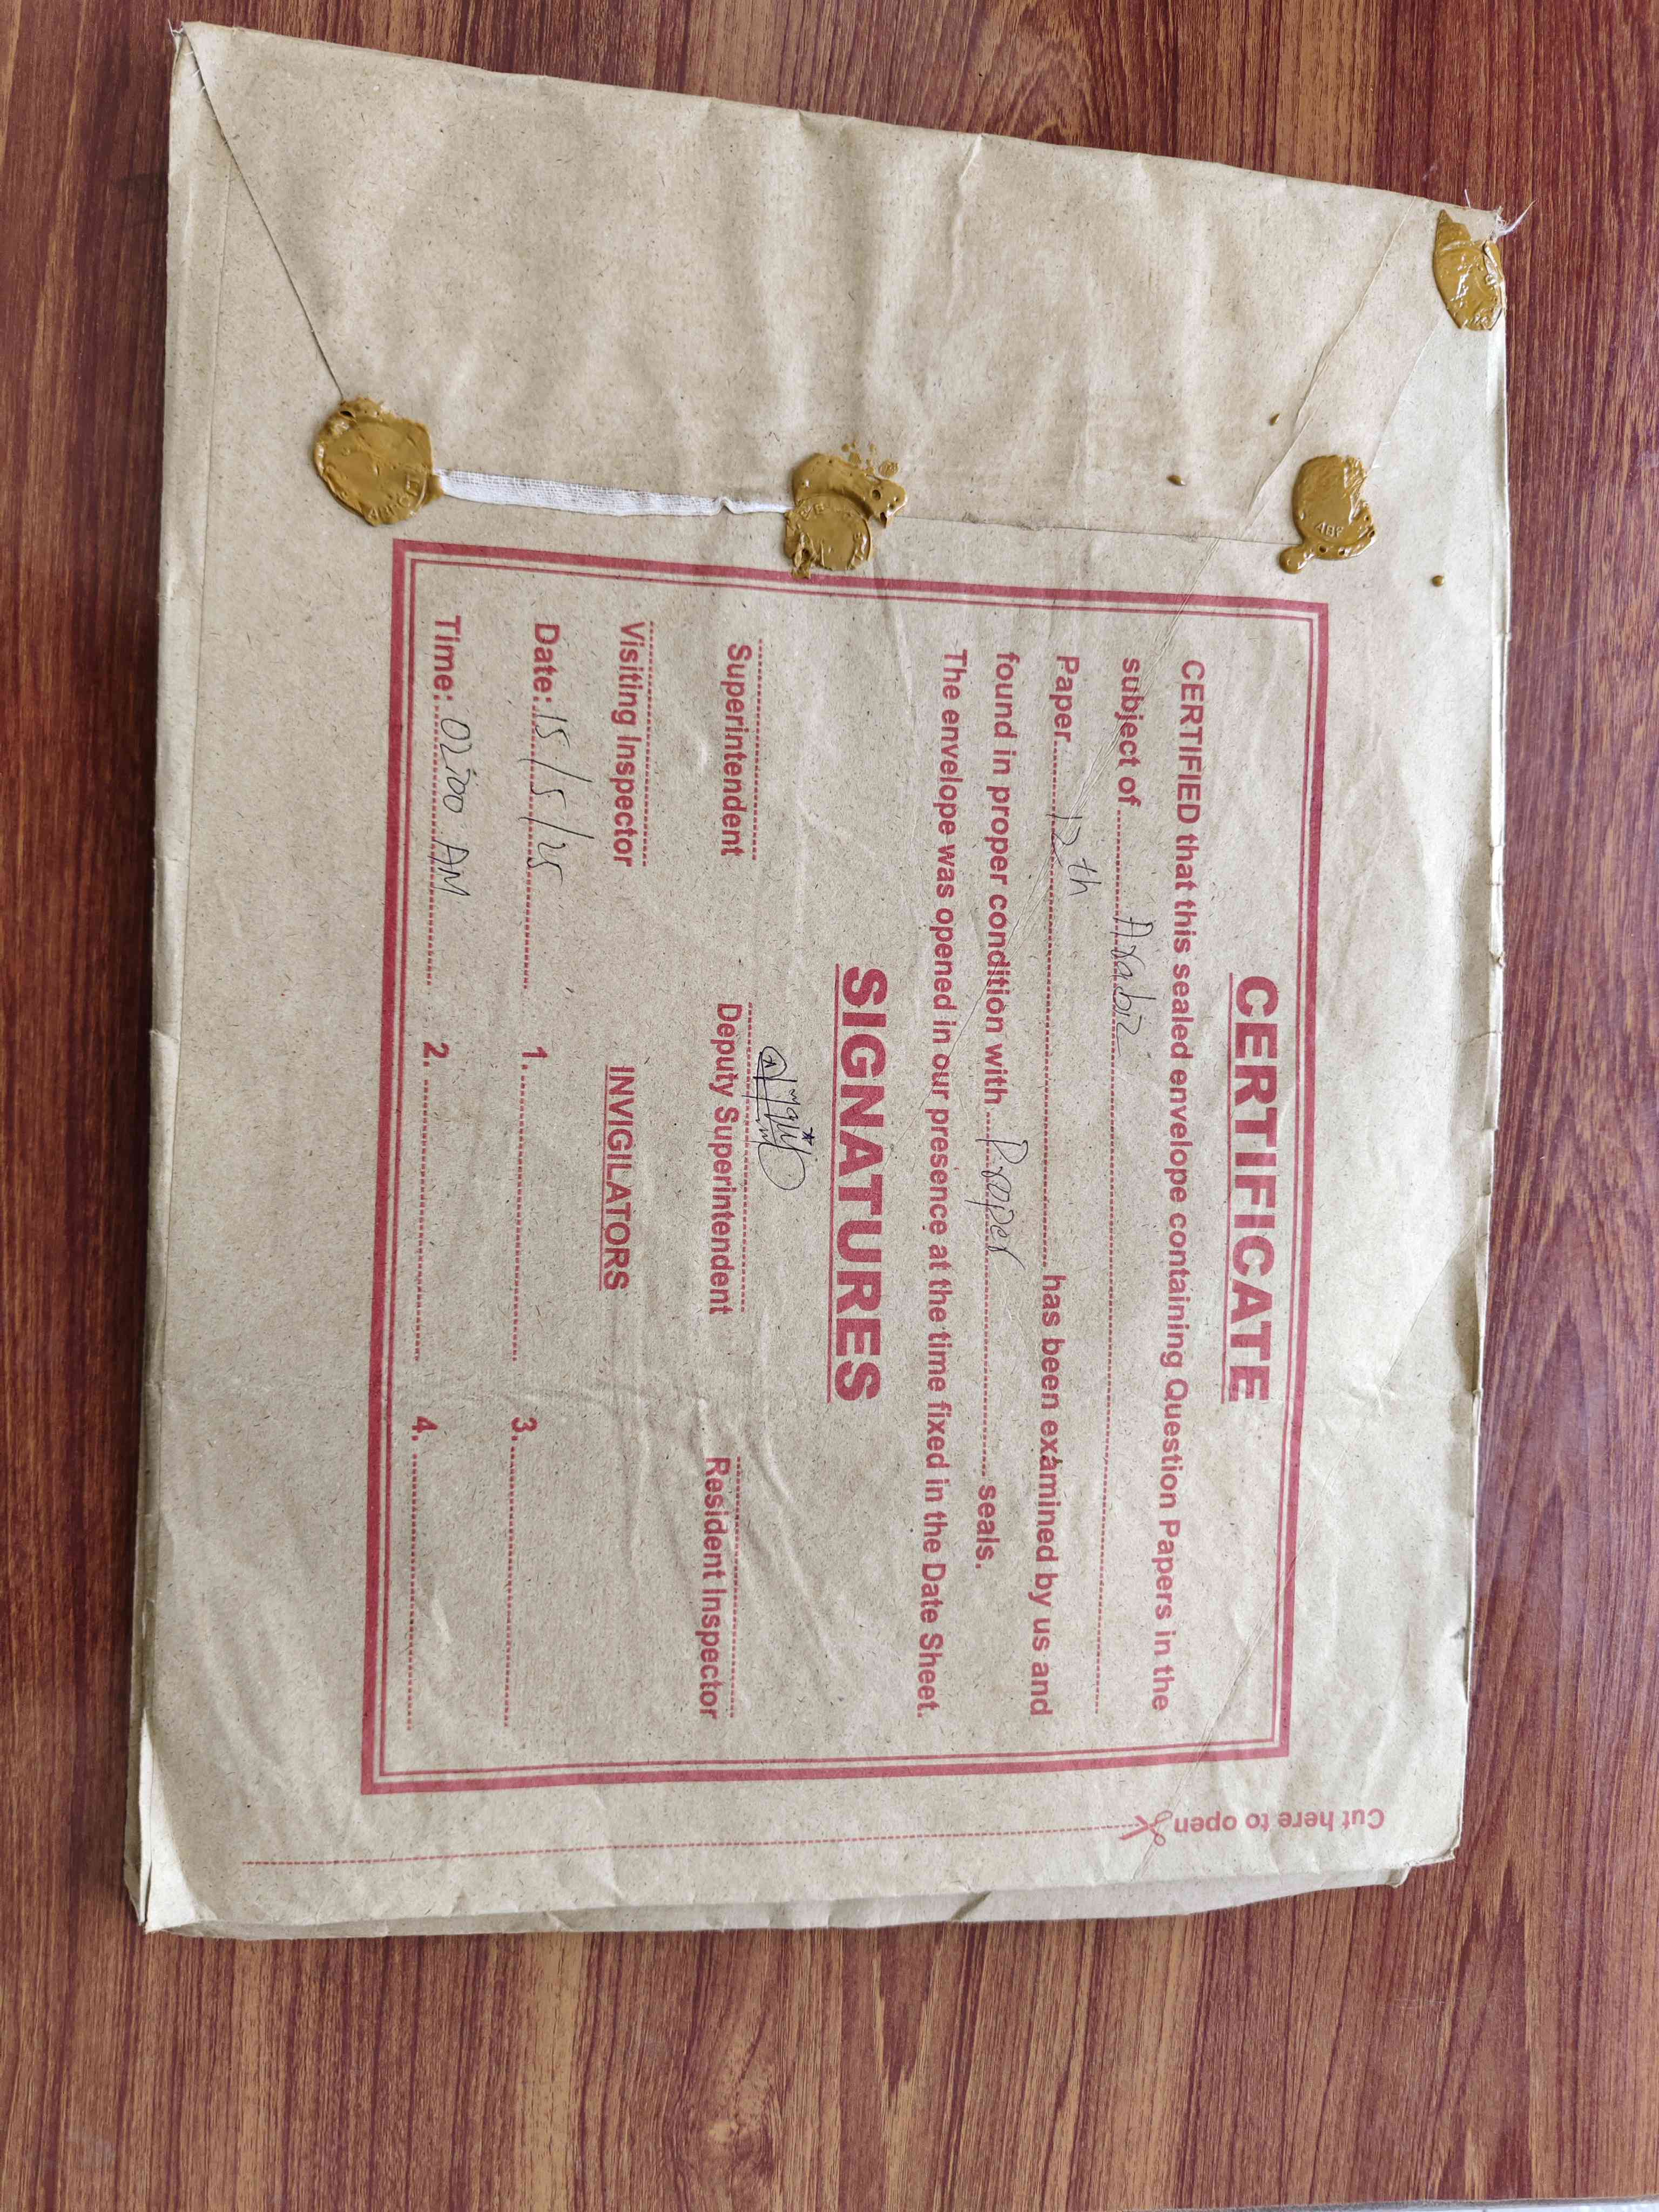 CERTIFICATE
CERTIFIED that this sealed envelope containing Question Papers in the
subject of Arabic
Paper 12th has been examined by us and
found in proper condition with Proper seals.
The envelope was opened in our presence at the time fixed in the Date Sheet.
SIGNATURES
Superintendent Deputy Superintendent Resident Inspector
Visiting Inspector INVIGILATORS
Date: 15/5/25 1. 3.
Time: 02:00 AM 2. 4.
Cut here to open